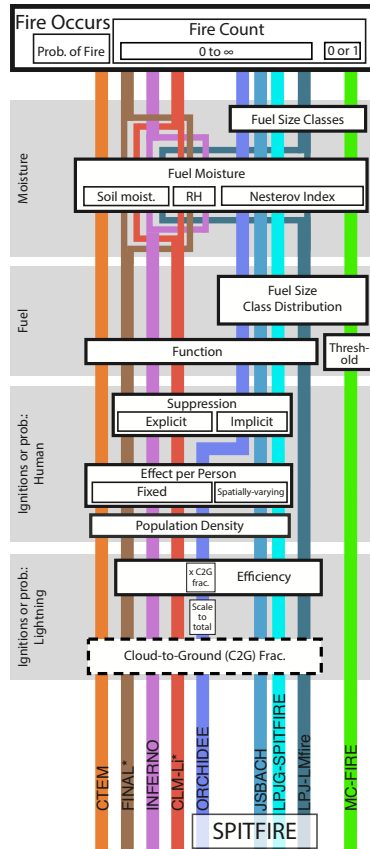 Fire Occurs
Fire Count
Prob. of Fire
0 to ∞
0 or 1
Moisture
Fuel Size Classes
Fuel Moisture
Soil moist.
RH
Nesterov Index
Fuel
Fuel Size
Class Distribution
Function
Thresh-
old
Ignitions or prob.:
Human
Suppression
Explicit
Implicit
Effect per Person
Fixed
Spatially-varying
Population Density
Ignitions or prob.:
Lightning
x C2G
frac.
Efficiency
Scale
to
total
Cloud-to-Ground (C2G) Frac.
CTEM
FINAL*
INFERNO
CLM-Li*
ORCHIDEE
JSBACH
LPJG-SPITFIRE
LPJ-LMfire
MC-FIRE
SPITFIRE